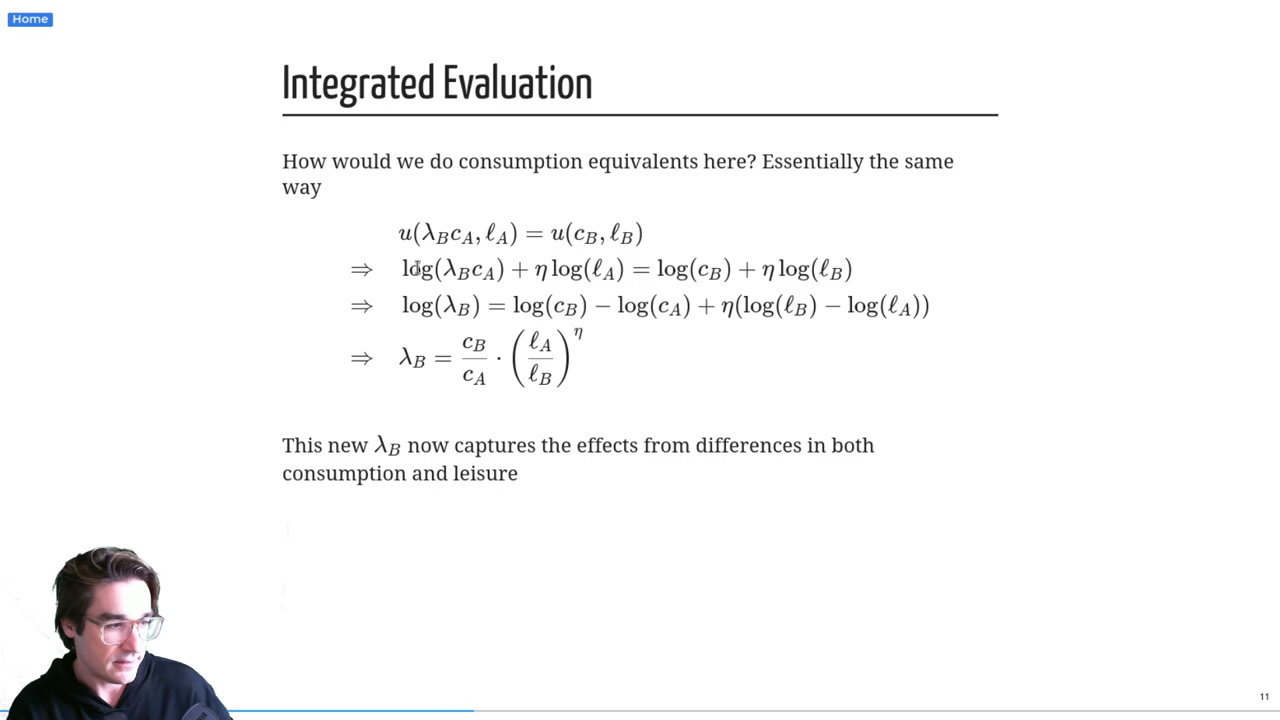 Home
Integrated Evaluation
How would we do consumption equivalents here? Essentially the same
way
u(λ_B c_A, ℓ_A) = u(c_B, ℓ_B)
⇒ log(λ_B c_A) + η log(ℓ_A) = log(c_B) + η log(ℓ_B)
⇒ log(λ_B) = log(c_B) − log(c_A) + η(log(ℓ_B) − log(ℓ_A))
⇒ λ_B = c_B/c_A · (ℓ_A/ℓ_B)^η
This new λ_B now captures the effects from differences in both
consumption and leisure
11